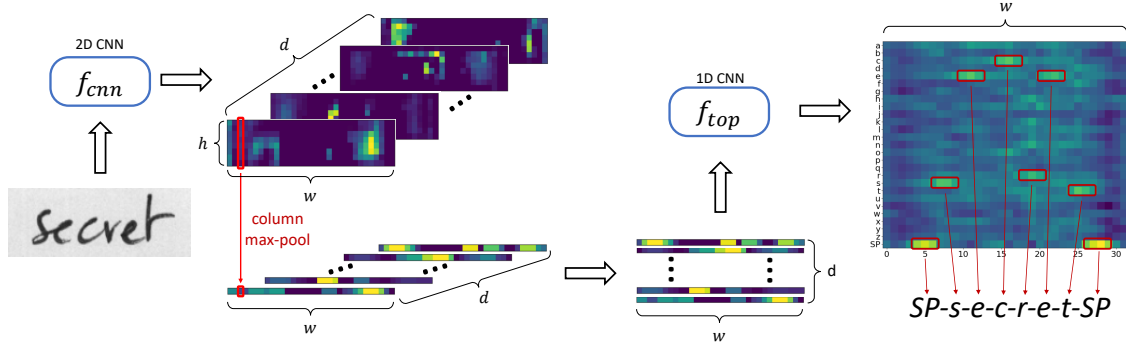 2D CNN
f_cnn
d
h
w
column
max-pool
secret
w
d
1D CNN
f_top
d
w
w
a
b
c
d
e
f
g
h
i
j
k
l
m
n
o
p
q
r
s
t
u
v
w
x
y
z
SP
0 5 10 15 20 25 30
SP-s-e-c-r-e-t-SP